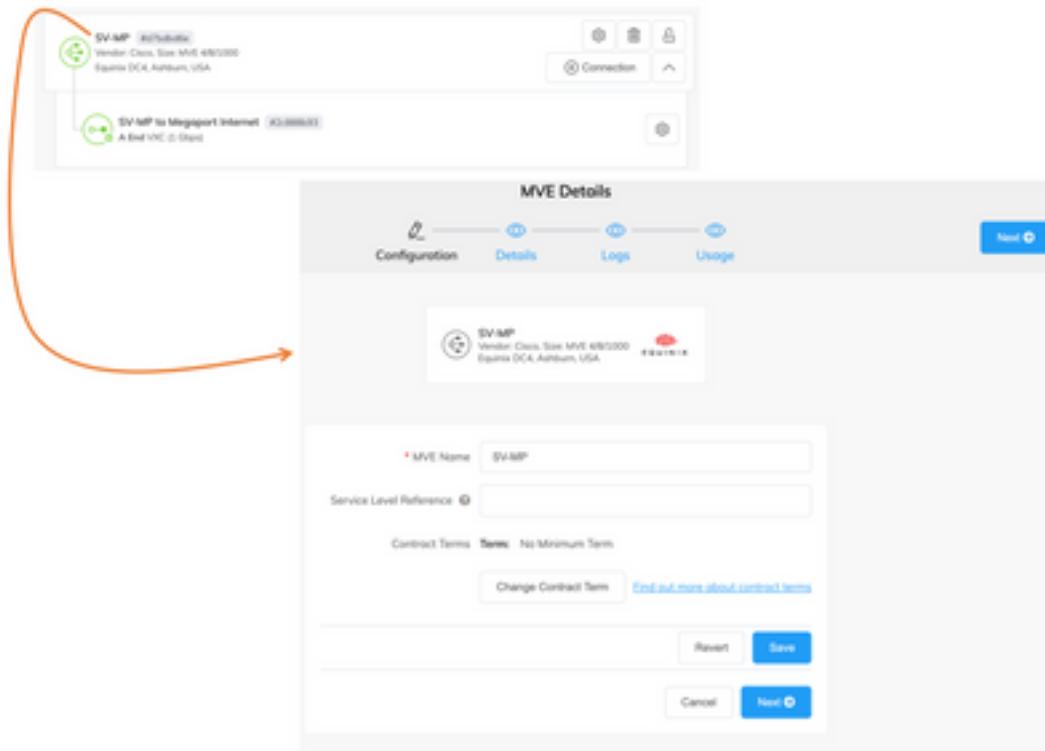 SV-MP
Vendor: Cisco, Size: MVE 4/8/1000
Equinix DC4, Ashburn, USA
Connection
SV-MP to Megaport Internet
A End VXC (1 Gbps)
MVE Details
Configuration
Details
Logs
Usage
Next
SV-MP
Vendor: Cisco, Size: MVE 4/8/1000
Equinix DC4, Ashburn, USA
EQUINIX
* MVE Name
SV-MP
Service Level Reference
Contract Terms Term: No Minimum Term
Change Contract Term
Find out more about contract terms
Revert
Save
Cancel
Next